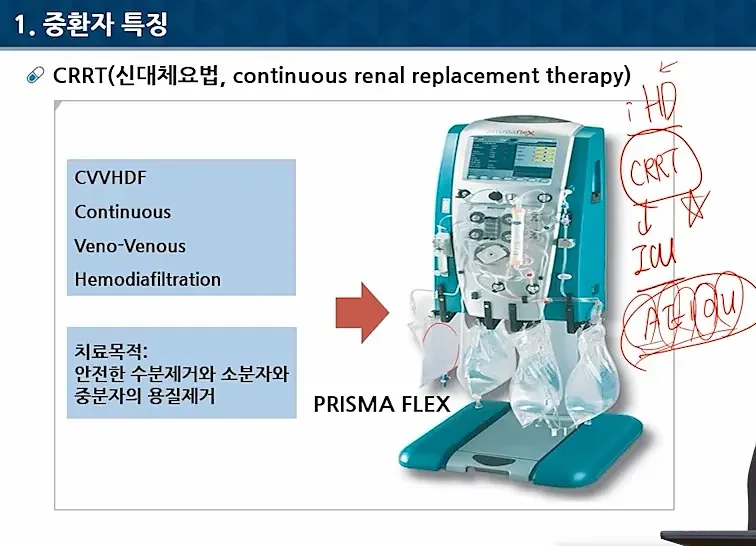 1. 중환자 특징
CRRT(신대체요법, continuous renal replacement therapy)
iHD
CRRT
ICU
AEIOU
CVVHDF
Continuous
Veno-Venous
Hemodiafiltration
치료목적:
안전한 수분제거와 소분자와
중분자의 용질제거
PRISMA FLEX